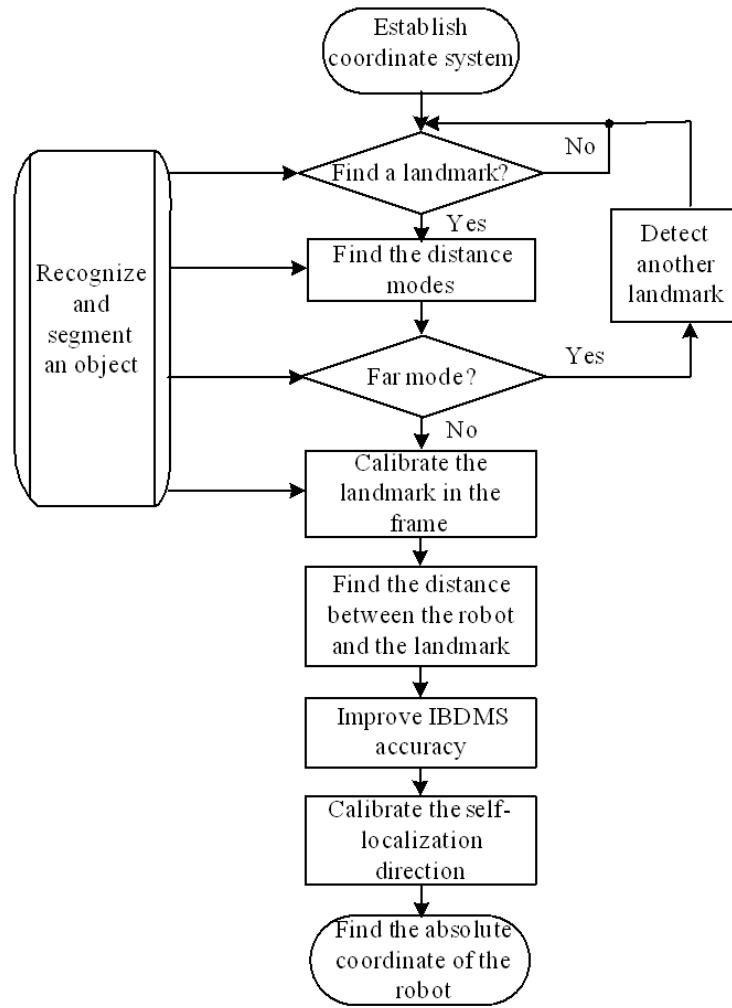 Establish
coordinate system
No
Find a landmark?
Yes
Detect
another
landmark
Find the distance
modes
Recognize
and
segment
an object
Far mode?
Yes
No
Calibrate the
landmark in the
frame
Find the distance
between the robot
and the landmark
Improve IBDMS
accuracy
Calibrate the self-
localization
direction
Find the absolute
coordinate of the
robot